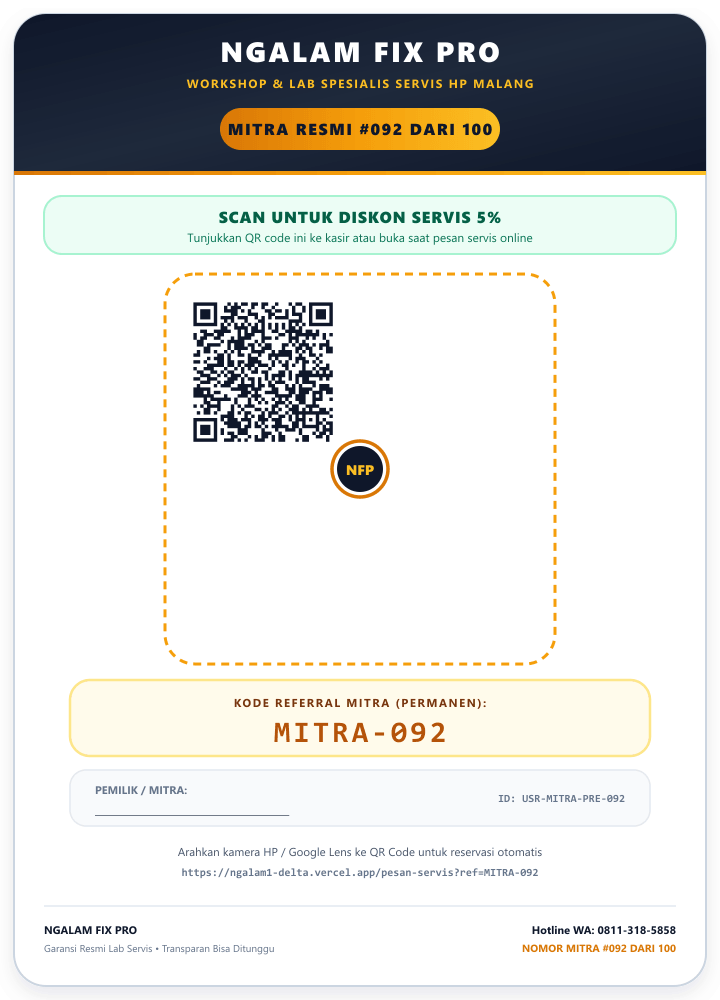 NGALAM FIX PRO
WORKSHOP & LAB SPESIALIS SERVIS HP MALANG
MITRA RESMI #092 DARI 100
SCAN UNTUK DISKON SERVIS 5%
Tunjukkan QR code ini ke kasir atau buka saat pesan servis online
NFP
KODE REFERRAL MITRA (PERMANEN):
MITRA-092
PEMILIK / MITRA:
ID: USR-MITRA-PRE-092
Arahkan kamera HP / Google Lens ke QR Code untuk reservasi otomatis
https://ngalam1-delta.vercel.app/pesan-servis?ref=MITRA-092
NGALAM FIX PRO
Hotline WA: 0811-318-5858
Garansi Resmi Lab Servis • Transparan Bisa Ditunggu
NOMOR MITRA #092 DARI 100